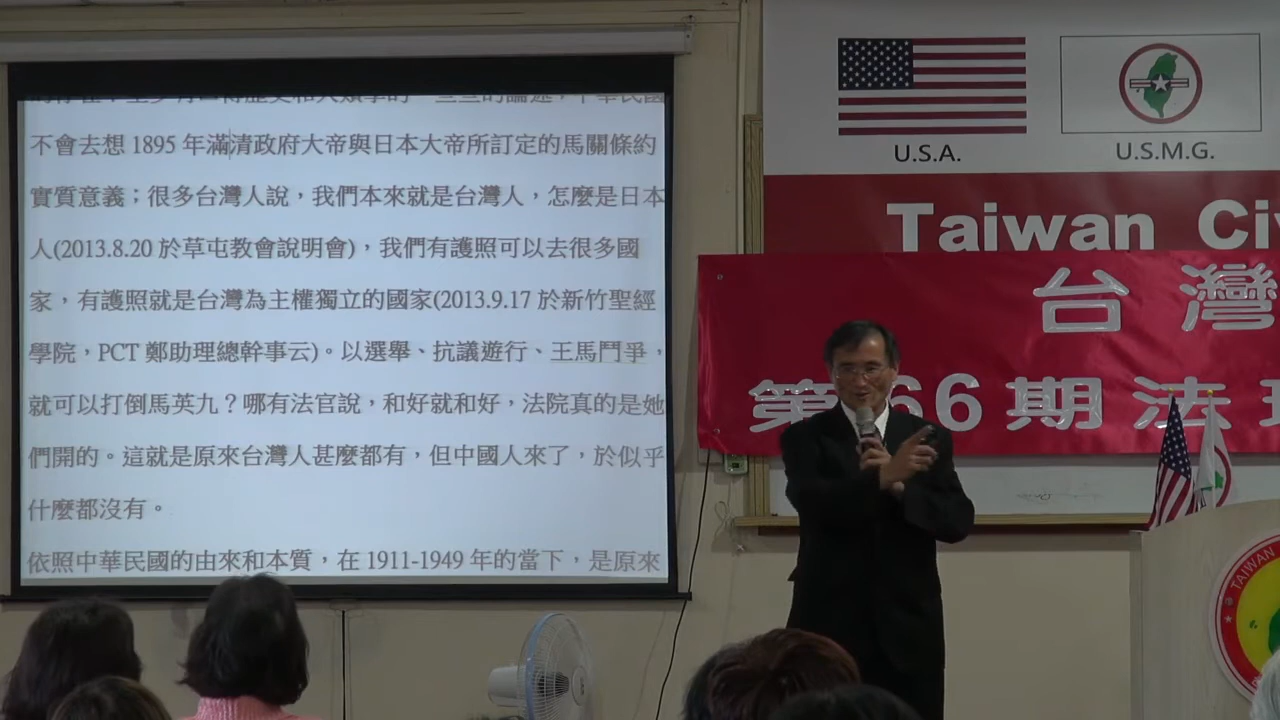 不會去想 1895 年滿清政府大帝與日本大帝所訂定的馬關條約
實質意義；很多台灣人說，我們本來就是台灣人，怎麼是日本
人(2013.8.20 於草屯教會說明會)，我們有護照可以去很多國
家，有護照就是台灣為主權獨立的國家(2013.9.17 於新竹聖經
學院，PCT 鄭助理總幹事云)。以選舉、抗議遊行、王馬鬥爭，
就可以打倒馬英九？哪有法官說，和好就和好，法院真的是她
們開的。這就是原來台灣人甚麼都有，但中國人來了，於似乎
什麼都沒有。
依照中華民國的由來和本質，在 1911-1949 年的當下，是原來
U.S.A.
U.S.M.G.
Taiwan Ci
台灣
第66期法
TAIWAN